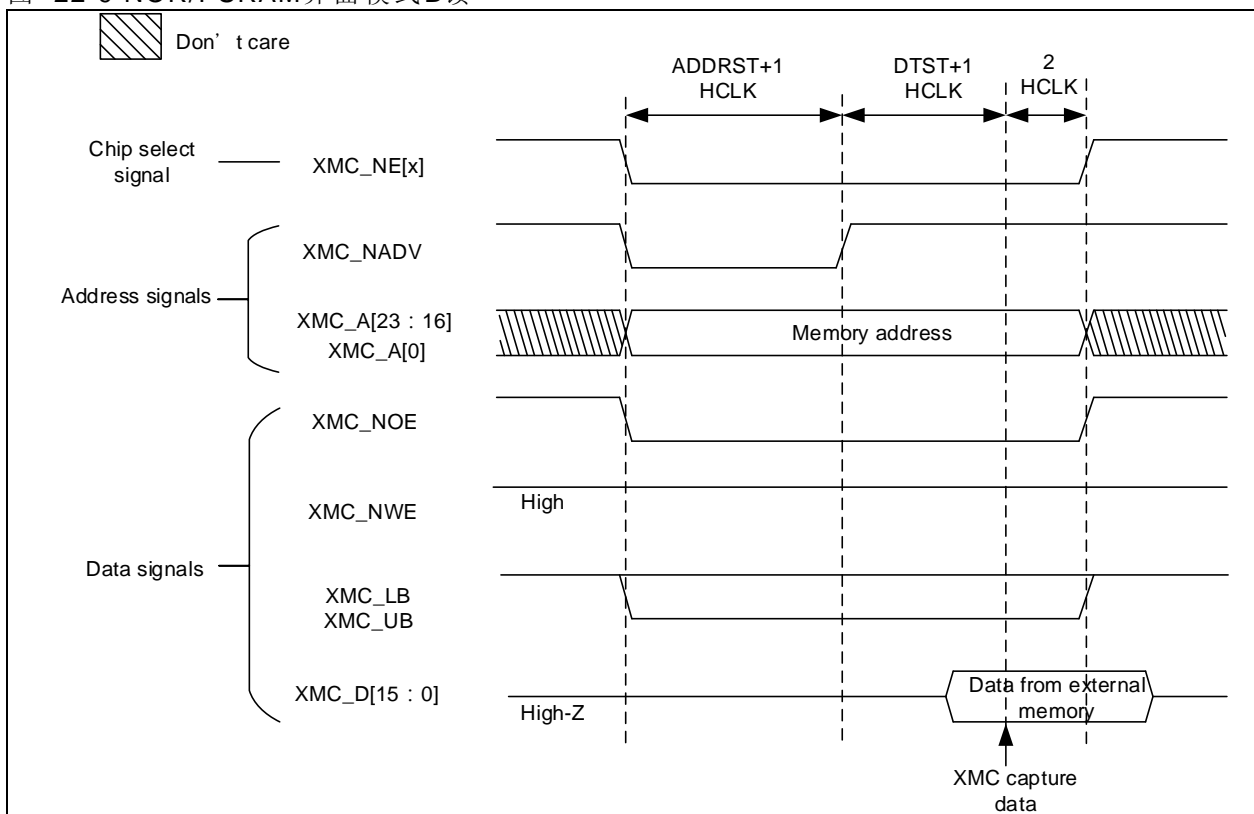 Don't care
ADDRST+1
HCLK
DTST+1
HCLK
2
HCLK
Chip select
signal
XMC_NE[x]
XMC_NADV
Address signals
XMC_A[23：16]
XMC_A[0]
Memory address
XMC_NOE
High
XMC_NWE
Data signals
XMC_LB
XMC_UB
XMC_D[15：0]
High-Z
Data from external
memory
XMC capture
data